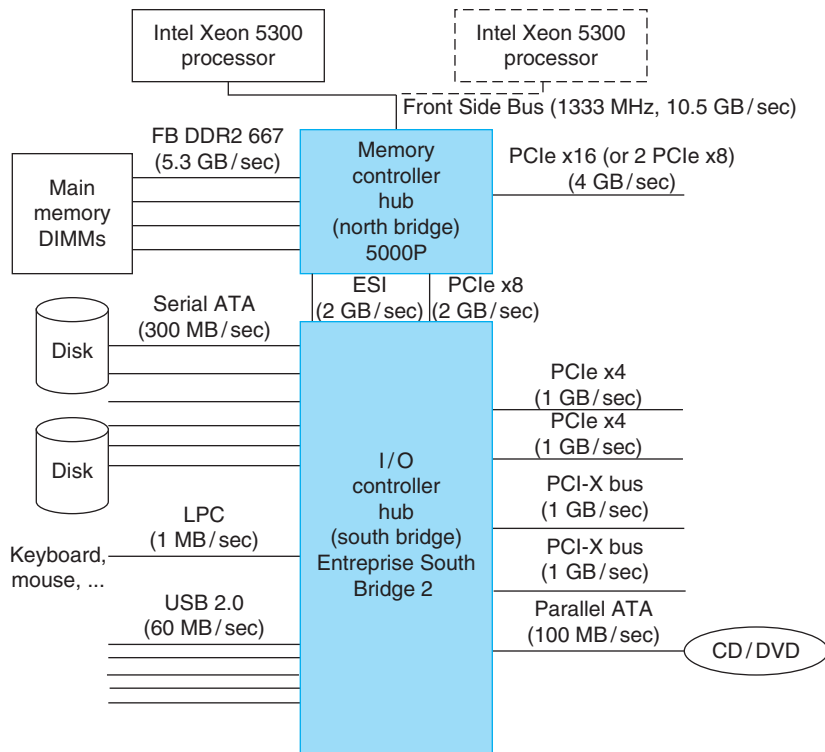 Intel Xeon 5300
processor
Intel Xeon 5300
processor
Front Side Bus (1333 MHz, 10.5 GB/sec)
FB DDR2 667
(5.3 GB/sec)
Main
memory
DIMMs
Memory
controller
hub
(north bridge)
5000P
PCIe x16 (or 2 PCIe x8)
(4 GB/sec)
ESI
(2 GB/sec)
PCIe x8
(2 GB/sec)
Serial ATA
(300 MB/sec)
Disk
Disk
LPC
(1 MB/sec)
Keyboard,
mouse, ...
USB 2.0
(60 MB/sec)
I/O
controller
hub
(south bridge)
Entreprise South
Bridge 2
PCIe x4
(1 GB/sec)
PCIe x4
(1 GB/sec)
PCI-X bus
(1 GB/sec)
PCI-X bus
(1 GB/sec)
Parallel ATA
(100 MB/sec)
CD/DVD